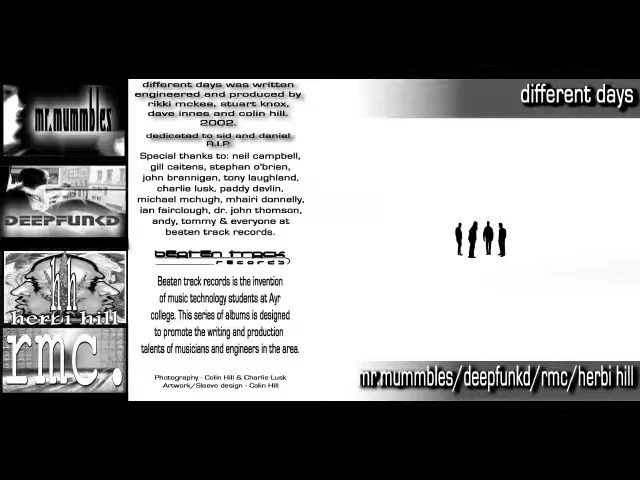 mr.mummbles
DEEPFUNKD
hh
herbi hill
rmc.
different days was written
engineered and produced by
rikki mckee, stuart knox,
dave innes and colin hill.
2002.
dedicated to sid and daniel
R.I.P
Special thanks to: neil campbell,
gill caitens, stephan o'brien,
john brannigan, tony laughland,
charlie lusk, paddy devlin,
michael mchugh, mhairi donnelly,
ian fairclough, dr. john thomson,
andy, tommy & everyone at
beaten track records.
beaten track
records
Beaten track records is the invention
of music technology students at Ayr
college. This series of albums is designed
to promote the writing and production
talents of musicians and engineers in the area.
Photography - Colin Hill & Charlie Lusk
Artwork/Sleeve design - Colin Hill
different days
mr.mummbles/deepfunkd/rmc/herbi hill